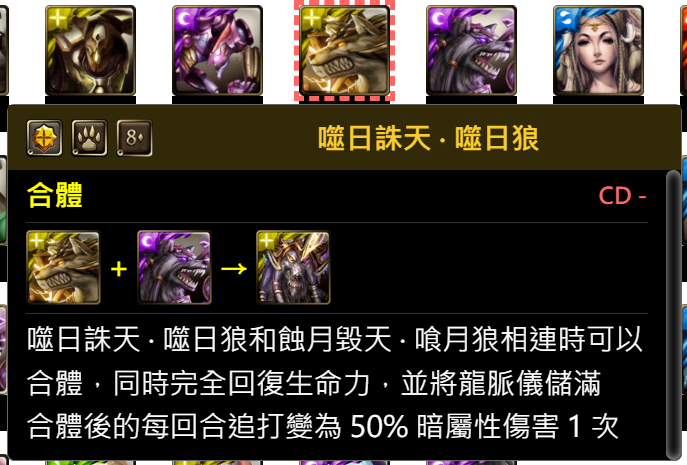 8
噬日誅天 · 噬日狼
合體
CD -
+ →
噬日誅天 · 噬日狼和蝕月毀天 · 喰月狼相連時可以
合體，同時完全回復生命力，並將龍脈儀儲滿
合體後的每回合追打變為 50% 暗屬性傷害 1 次